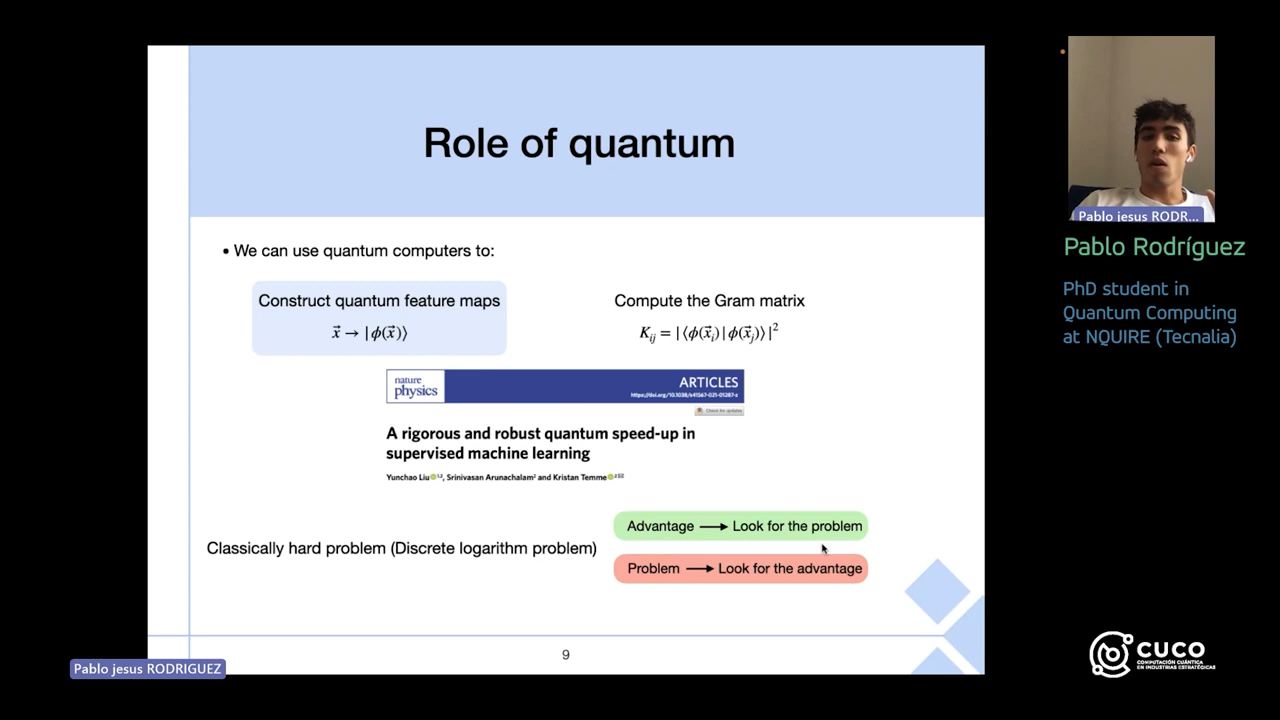 Role of quantum
• We can use quantum computers to:
Construct quantum feature maps
x⃗ → |ϕ(x⃗)⟩
Compute the Gram matrix
K_ij = |⟨ϕ(x⃗_i)|ϕ(x⃗_j)⟩|²
nature
physics
ARTICLES
https://doi.org/10.1038/s41567-021-01287-z
Check for updates
A rigorous and robust quantum speed-up in
supervised machine learning
Yunchao Liu, Srinivasan Arunachalam² and Kristan Temme
Classically hard problem (Discrete logarithm problem)
Advantage → Look for the problem
Problem → Look for the advantage
9
Pablo jesus RODRIGUEZ
Pablo jesus RODR...
Pablo Rodríguez
PhD student in
Quantum Computing
at NQUIRE (Tecnalia)
CUCO
COMPUTACIÓN CUÁNTICA
EN INDUSTRIAS ESTRATÉGICAS